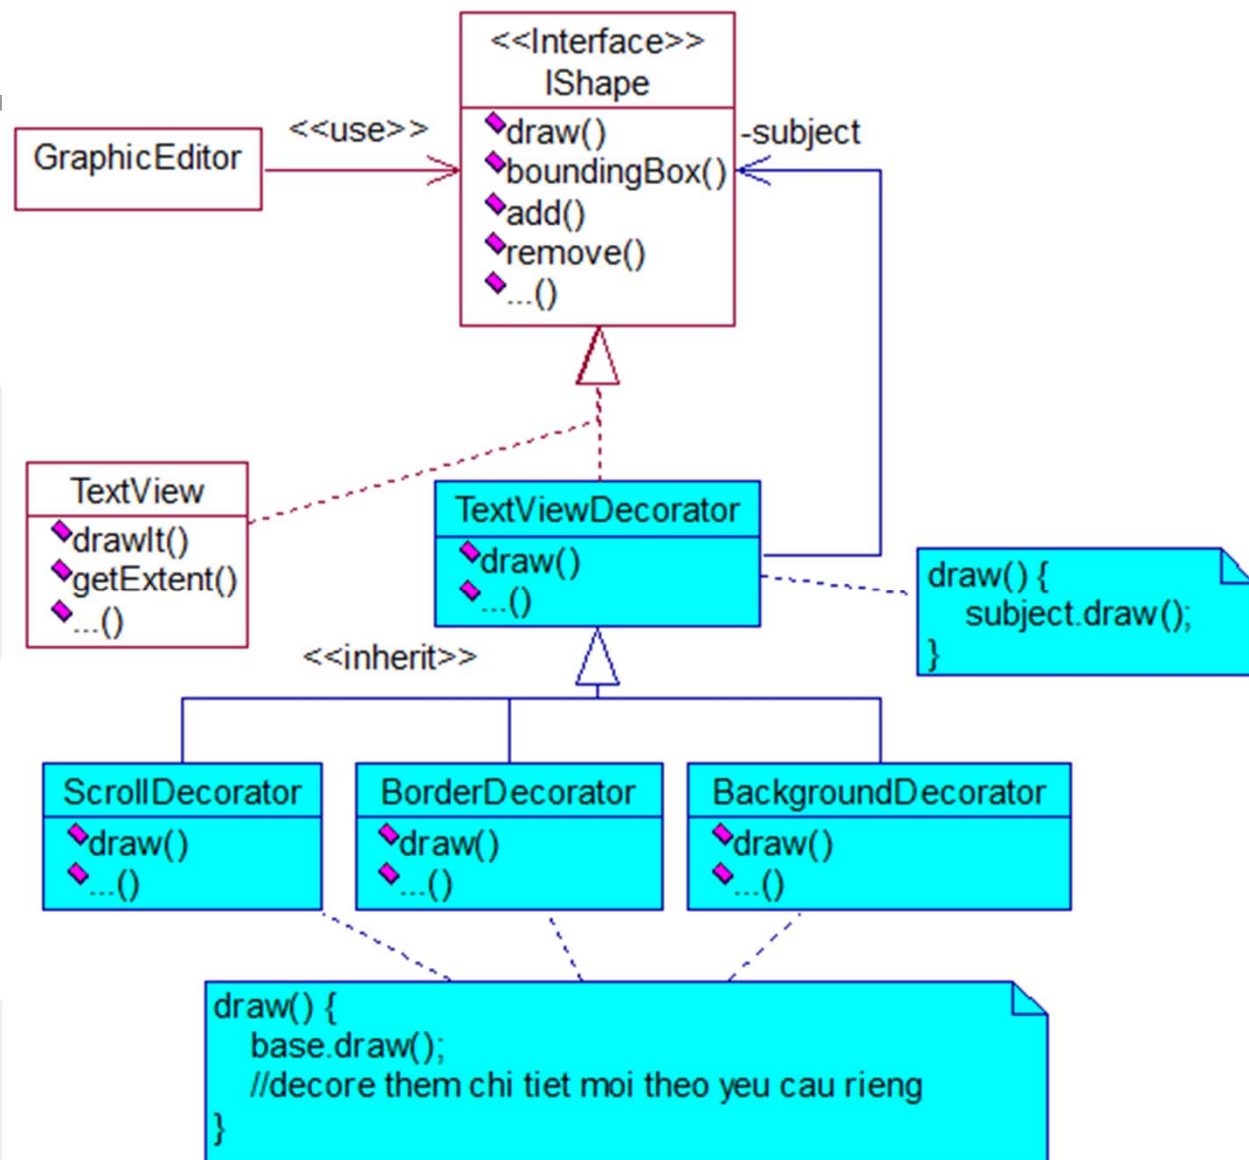 <<Interface>>
IShape
draw()
boundingBox()
add()
remove()
...()
GraphicEditor
<<use>>
-subject
TextView
drawIt()
getExtent()
...()
TextViewDecorator
draw()
...()
draw() {
subject.draw();
}
<<inherit>>
ScrollDecorator
draw()
...()
BorderDecorator
draw()
...()
BackgroundDecorator
draw()
...()
draw() {
base.draw();
//decore them chi tiet moi theo yeu cau rieng
}